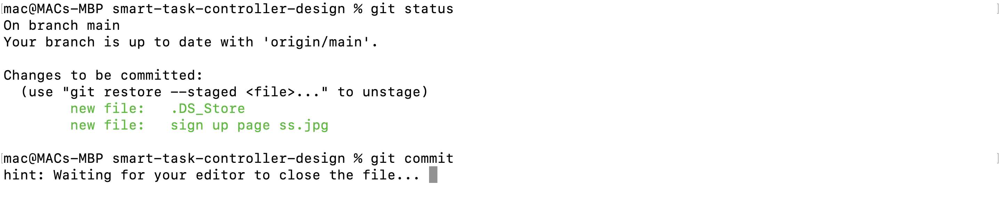 [mac@MACs-MBP smart-task-controller-design % git status ]
On branch main
Your branch is up to date with 'origin/main'.
Changes to be committed:
(use "git restore --staged <file>..." to unstage)
new file: .DS_Store
new file: sign up page ss.jpg
[mac@MACs-MBP smart-task-controller-design % git commit ]
hint: Waiting for your editor to close the file...